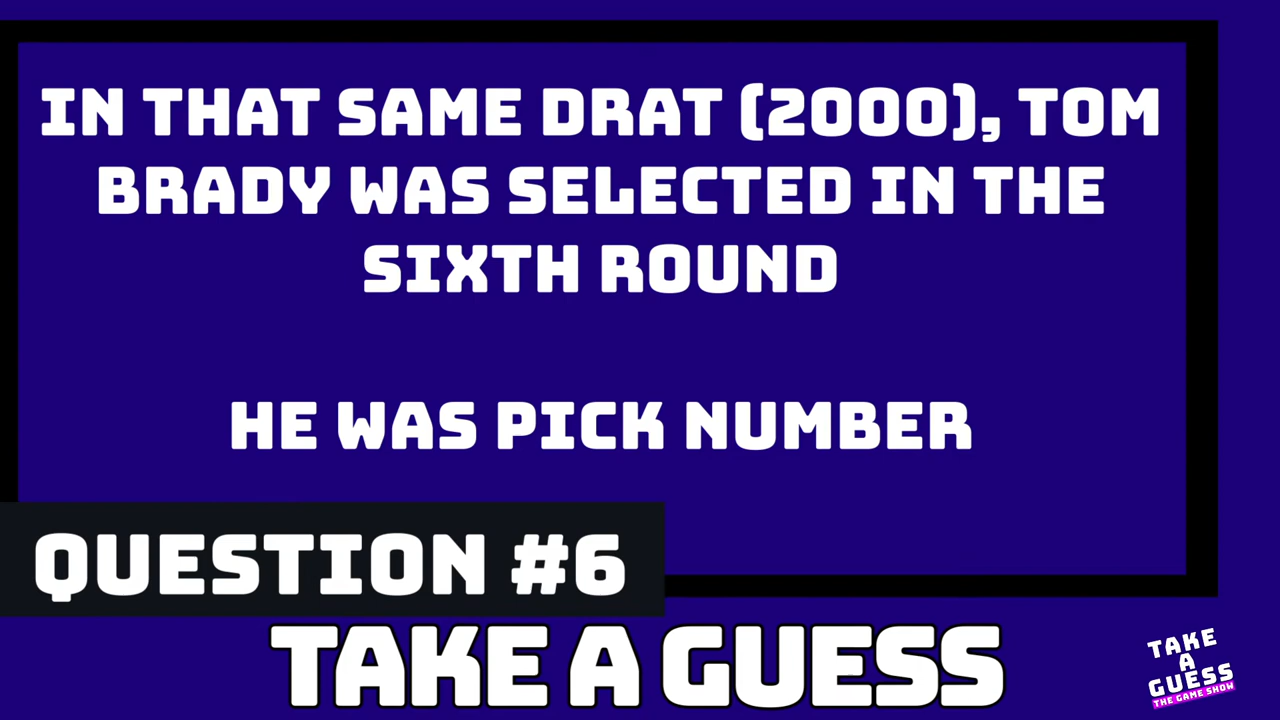 IN THAT SAME DRAT (2000), TOM
BRADY WAS SELECTED IN THE
SIXTH ROUND
HE WAS PICK NUMBER
QUESTION #6
TAKE A GUESS
TAKE
A
GUESS
THE GAME SHOW